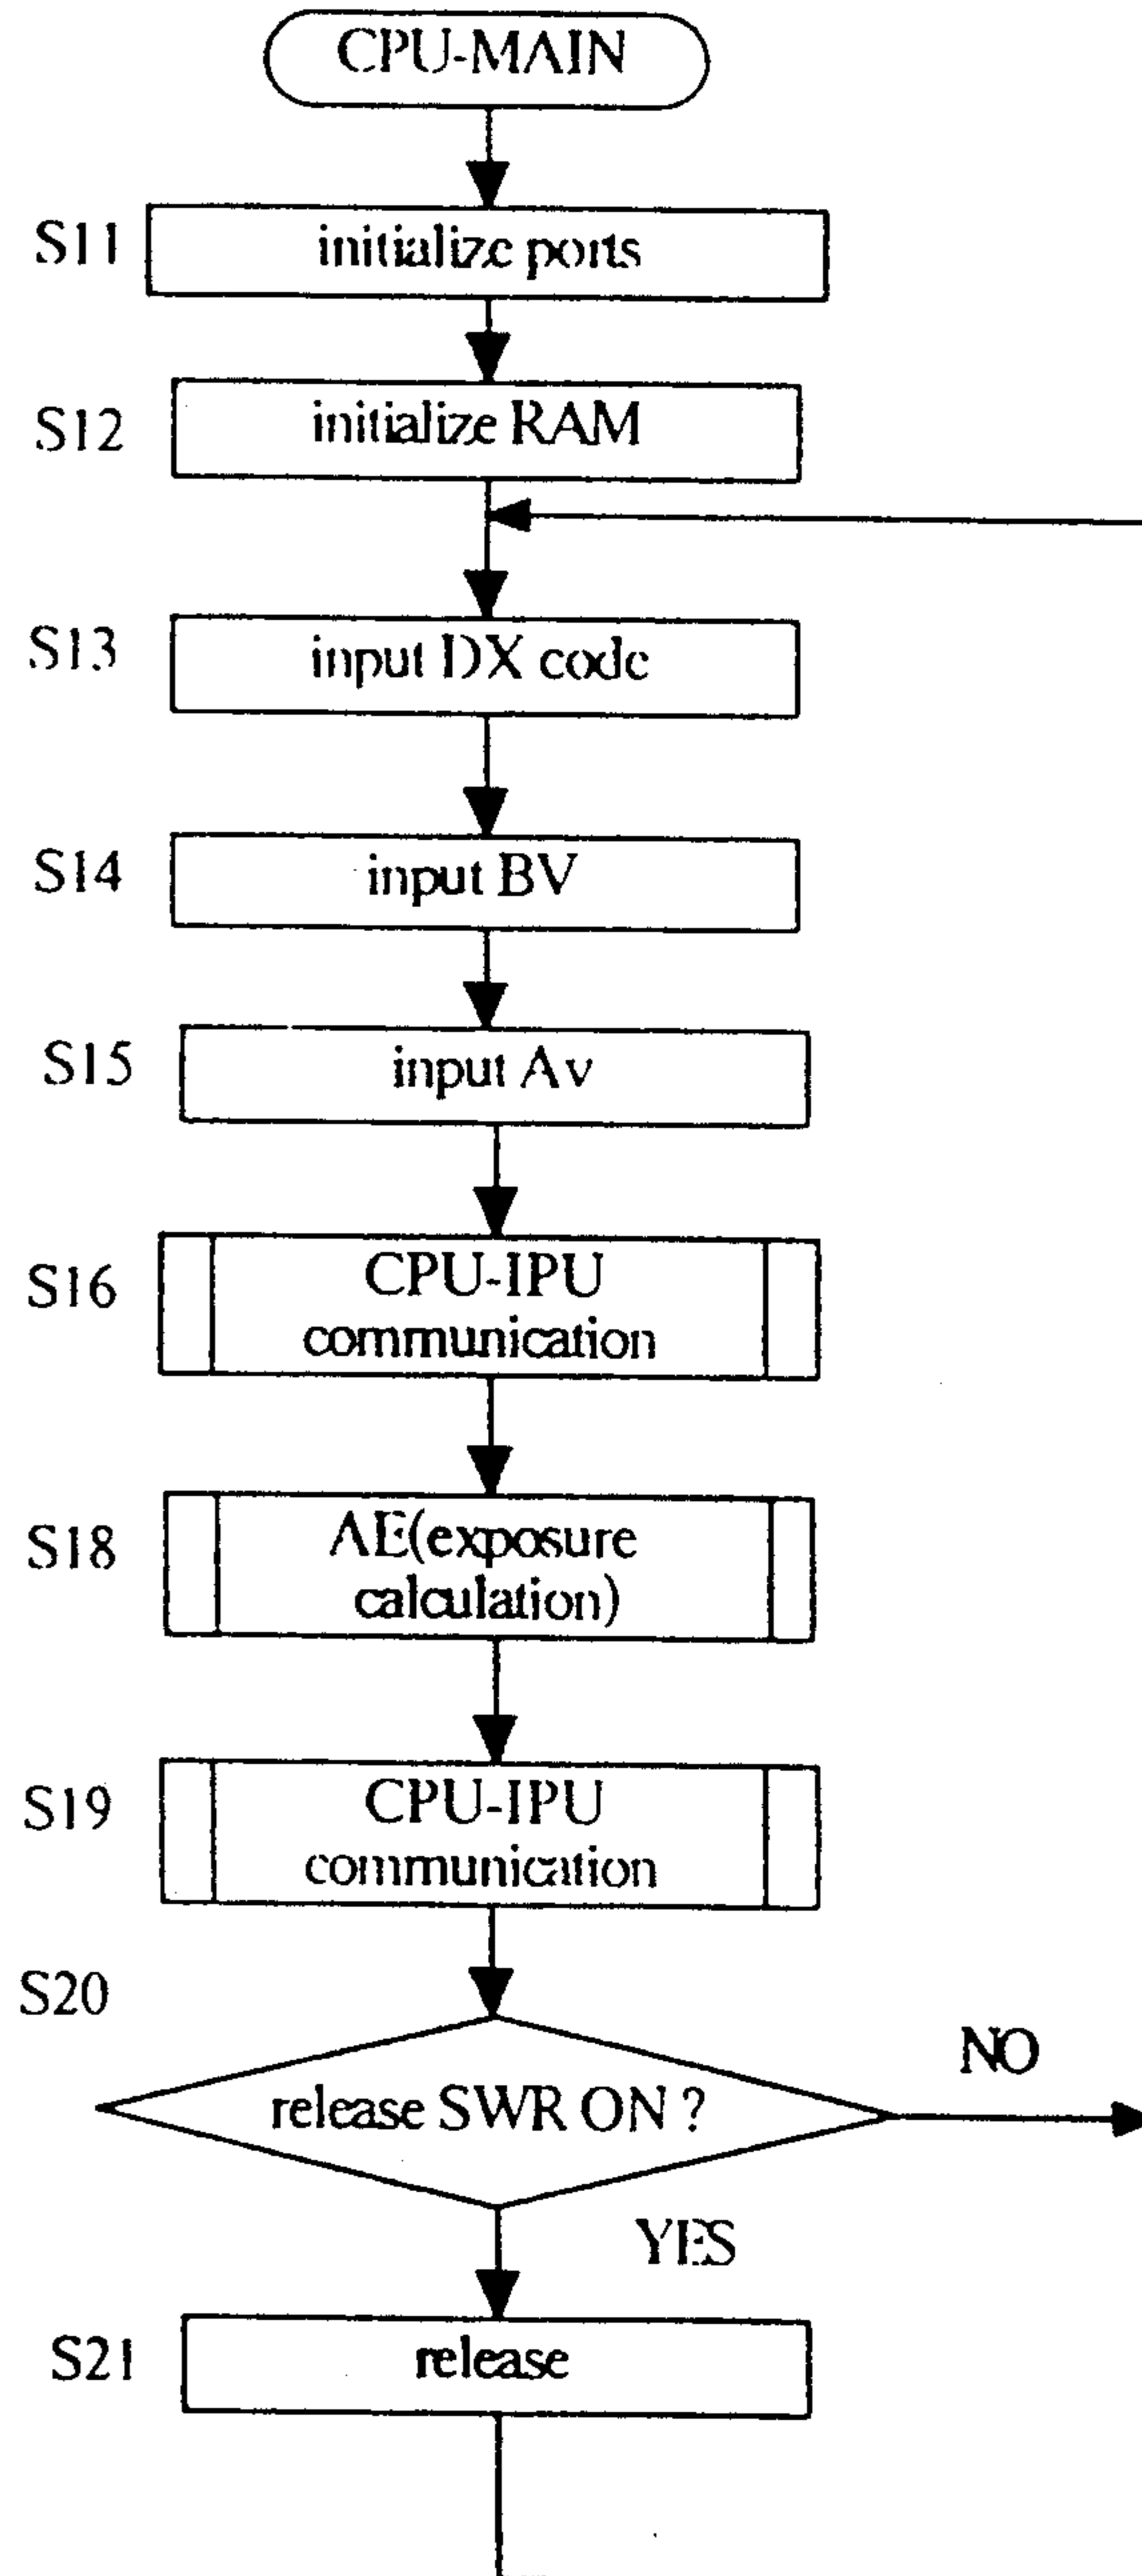 CPU-MAIN
S11
initialize ports
S12
initialize RAM
S13
input DX code
S14
input BV
S15
input Av
S16
CPU-IPU
communication
S18
AE(exposure
calculation)
S19
CPU-IPU
communication
S20
release SWR ON ?
NO
YES
S21
release